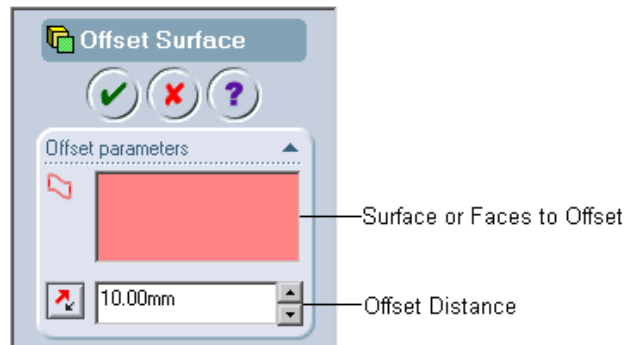 Offset Surface
?
Offset parameters
Surface or Faces to Offset
10.00mm
Offset Distance